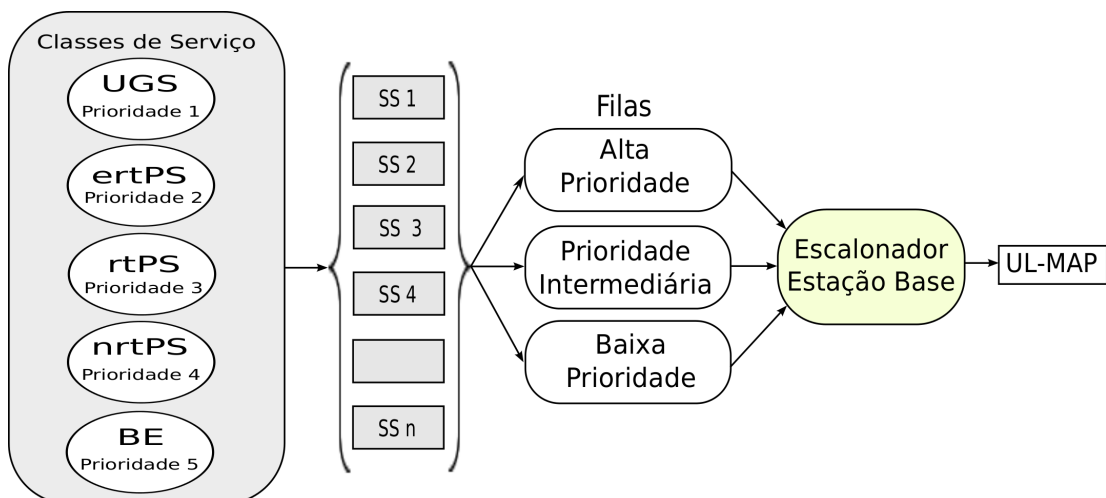 Classes de Serviço
UGS
Prioridade 1
ertPS
Prioridade 2
rtPS
Prioridade 3
nrtPS
Prioridade 4
BE
Prioridade 5
SS 1
SS 2
SS 3
SS 4
SS n
Filas
Alta
Prioridade
Prioridade
Intermediária
Baixa
Prioridade
Escalonador
Estação Base
UL-MAP